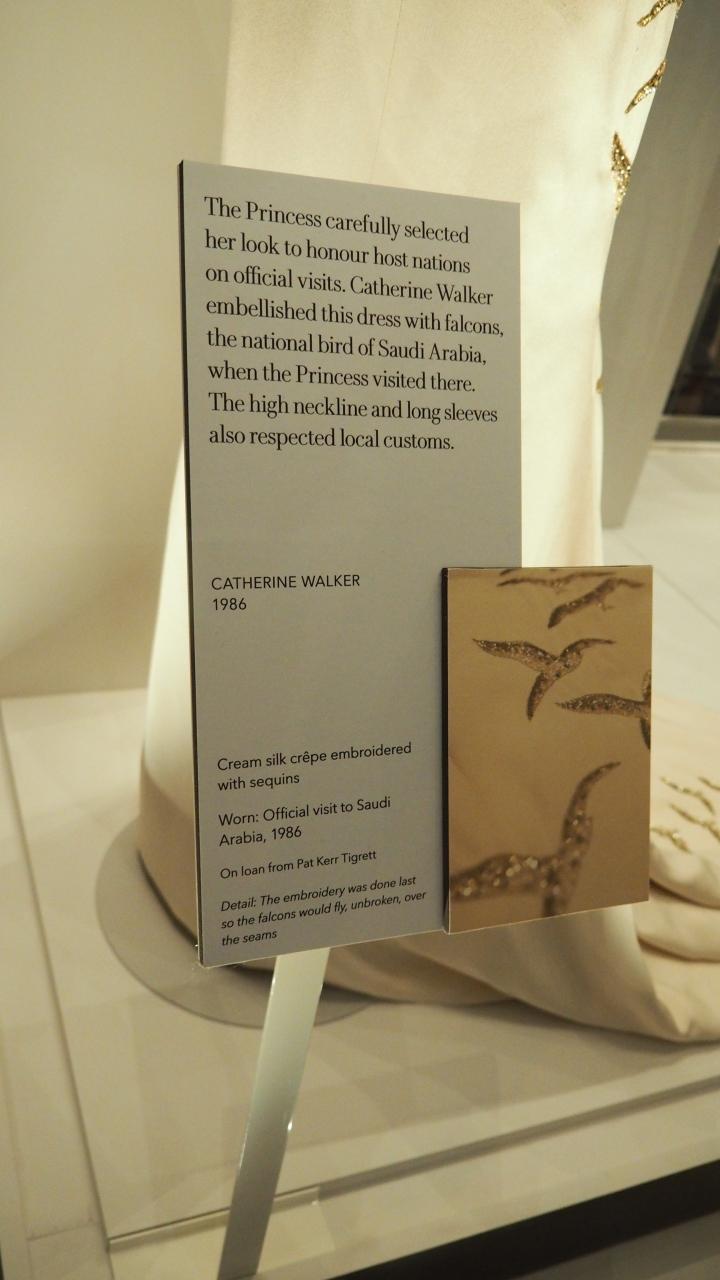 The Princess carefully selected
her look to honour host nations
on official visits. Catherine Walker
embellished this dress with falcons,
the national bird of Saudi Arabia,
when the Princess visited there.
The high neckline and long sleeves
also respected local customs.
CATHERINE WALKER
1986
Cream silk crêpe embroidered
with sequins
Worn: Official visit to Saudi
Arabia, 1986
On loan from Pat Kerr Tigrett
Detail: The embroidery was done last
so the falcons would fly, unbroken, over
the seams